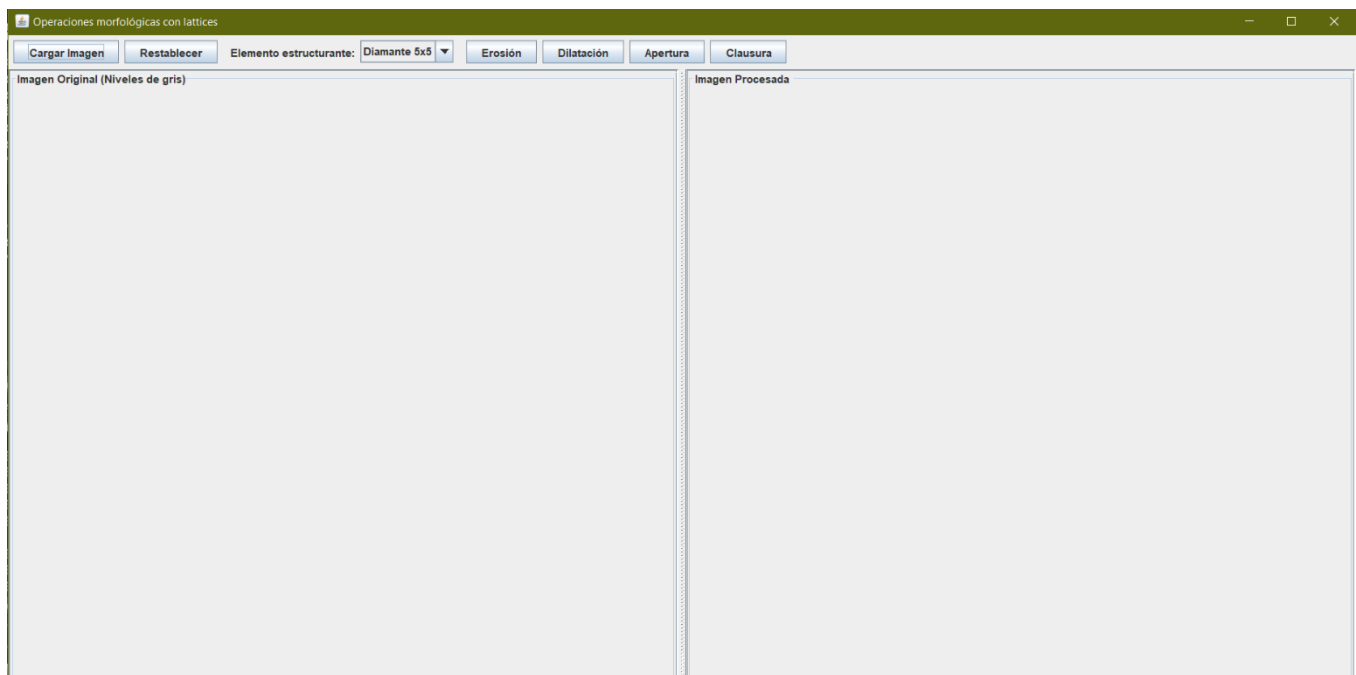 Operaciones morfológicas con lattices
Cargar Imagen Restablecer Elemento estructurante: Diamante 5x5 Erosión Dilatación Apertura Clausura
Imagen Original (Niveles de gris) Imagen Procesada